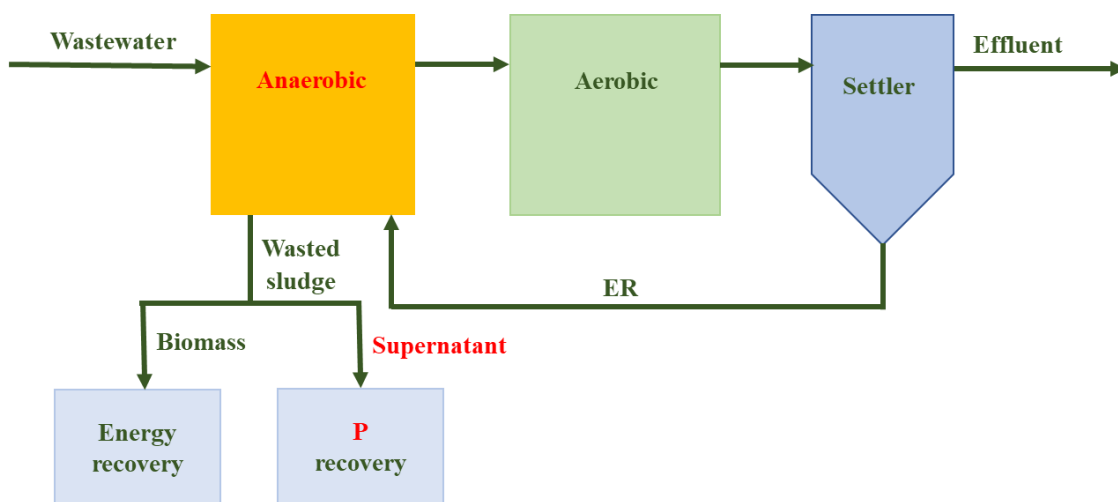 Wastewater
Anaerobic
Aerobic
Settler
Effluent
Wasted
sludge
ER
Biomass
Supernatant
Energy
recovery
P
recovery